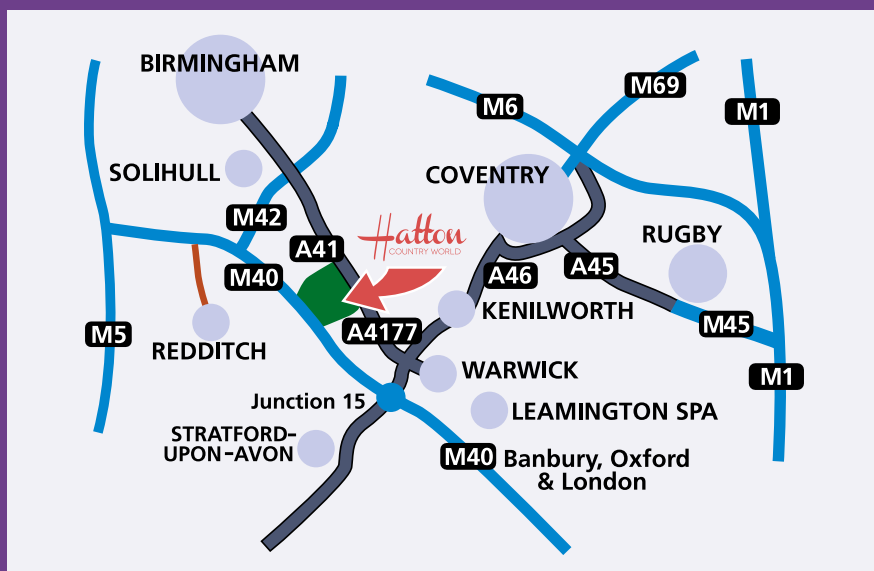 BIRMINGHAM
M6
M69
M1
SOLIHULL
COVENTRY
M42
Hatton
COUNTRY WORLD
RUGBY
A41
M40
A46
A45
KENILWORTH
M5
REDDITCH
A4177
M45
WARWICK
M1
Junction 15
LEAMINGTON SPA
STRATFORD-
UPON-AVON
M40
Banbury, Oxford
& London